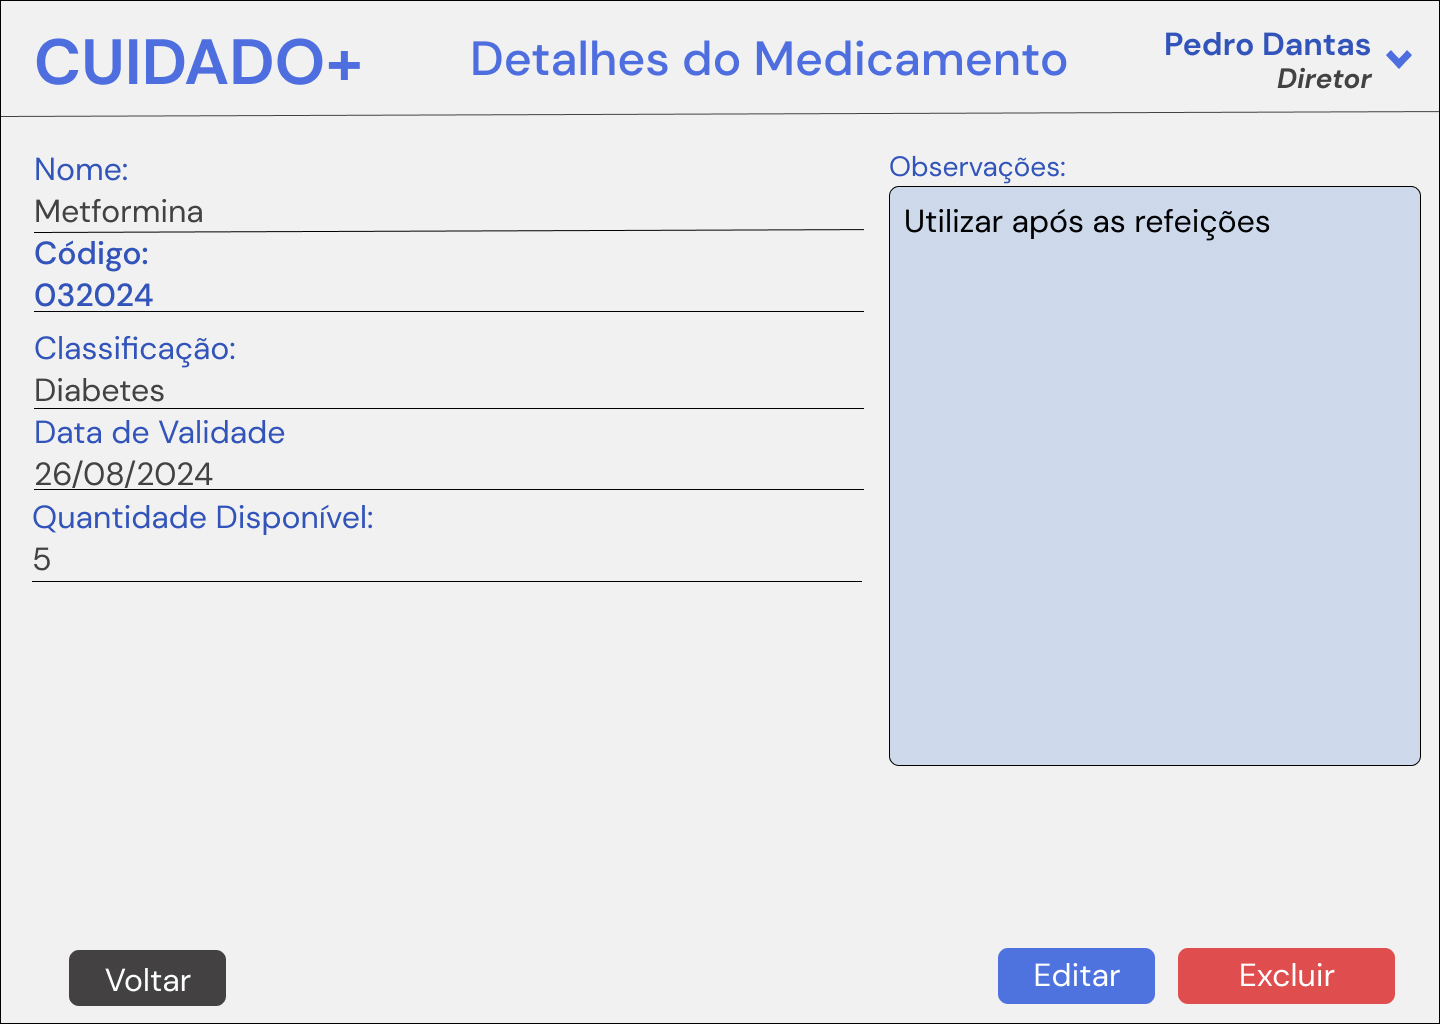 CUIDADO+
Detalhes do Medicamento
Pedro Dantas
Diretor
Nome:
Metformina
Código:
032024
Classificação:
Diabetes
Data de Validade
26/08/2024
Quantidade Disponível:
5
Observações:
Utilizar após as refeições
Voltar
Editar
Excluir